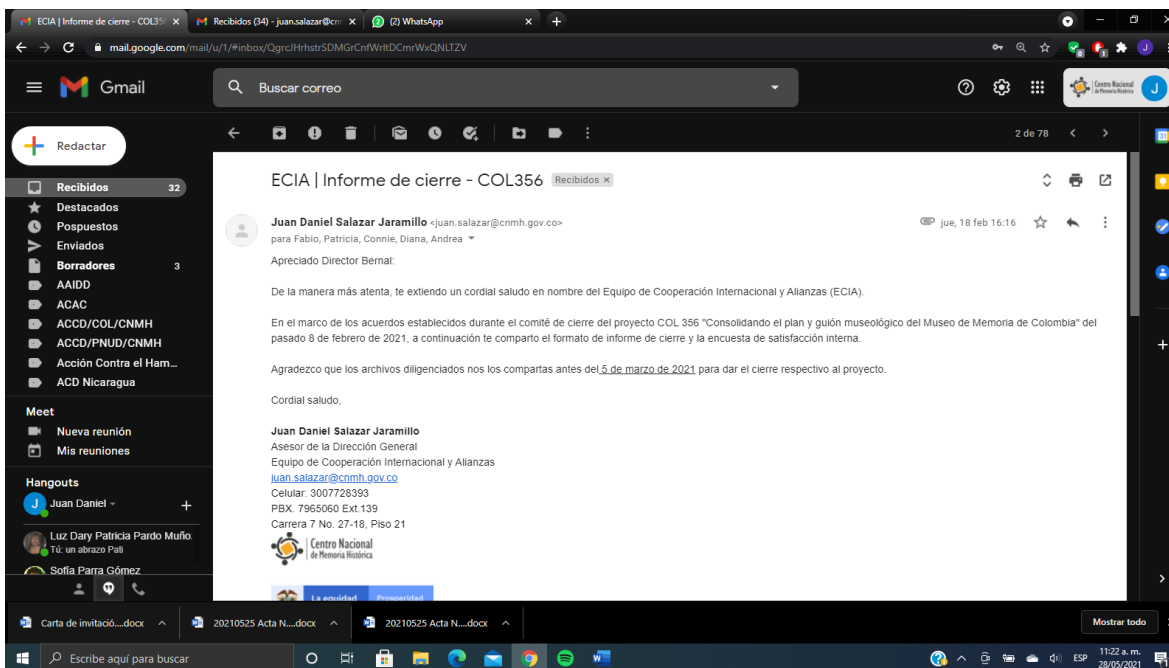 ECIA | Informe de cierre - COL356
Recibidos (34) - juan.salazar@cnm
(2) WhatsApp
mail.google.com/mail/u/1/#inbox/QgrcJHrhstrSDMGrCnfWrltDCmrWxQNLTZV
Gmail
Buscar correo
Centro Nacional
de Memoria Histórica
J
Redactar
2 de 78
Recibidos 32
Destacados
Pospuestos
Enviados
Borradores 3
AAIDD
ACAC
ACCD/COL/CNMH
ACCD/PNUD/CNMH
Acción Contra el Ham...
ACD Nicaragua
Meet
Nueva reunión
Mis reuniones
Hangouts
J Juan Daniel
Luz Dary Patricia Pardo Muño
Tú: un abrazo Pati
Sofía Parra Gómez
ECIA | Informe de cierre - COL356 Recibidos x
Juan Daniel Salazar Jaramillo <juan.salazar@cnmh.gov.co> jue, 18 feb 16:16
para Fabio, Patricia, Connie, Diana, Andrea
Apreciado Director Bernal:
De la manera más atenta, te extiendo un cordial saludo en nombre del Equipo de Cooperación Internacional y Alianzas (ECIA).
En el marco de los acuerdos establecidos durante el comité de cierre del proyecto COL 356 "Consolidando el plan y guión museológico del Museo de Memoria de Colombia" del
pasado 8 de febrero de 2021, a continuación te comparto el formato de informe de cierre y la encuesta de satisfacción interna.
Agradezco que los archivos diligenciados nos los compartas antes del 5 de marzo de 2021 para dar el cierre respectivo al proyecto.
Cordial saludo,
Juan Daniel Salazar Jaramillo
Asesor de la Dirección General
Equipo de Cooperación Internacional y Alianzas
juan.salazar@cnmh.gov.co
Celular: 3007728393
PBX. 7965060 Ext.139
Carrera 7 No. 27-18, Piso 21
Centro Nacional
de Memoria Histórica
La equidad Prosperidad
Carta de invitació....docx
20210525 Acta N....docx
20210525 Acta N....docx
Mostrar todo
Escribe aquí para buscar
ESP
11:22 a. m.
28/05/2021